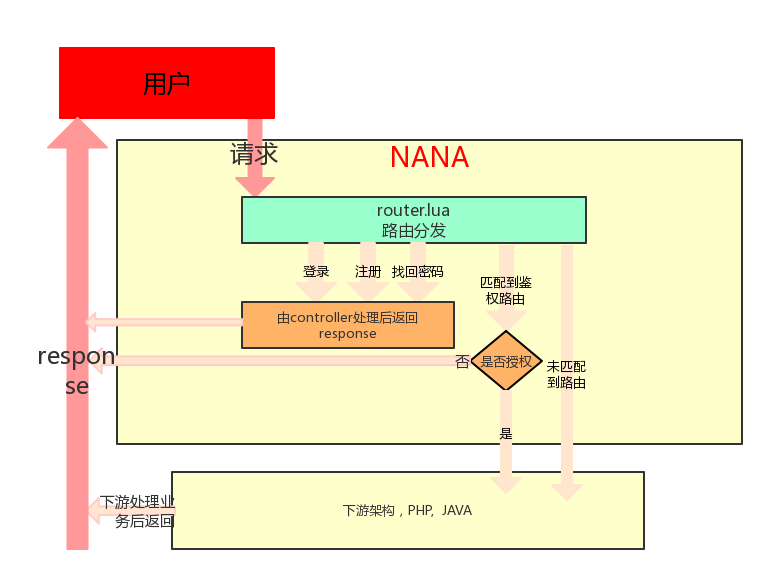 用户
请求
NANA
router.lua
路由分发
登录
注册
找回密码
匹配到鉴
权路由
由controller处理后返回
response
respon
se
否
是否授权
未匹配
到路由
是
下游处理业
务后返回
下游架构，PHP, JAVA